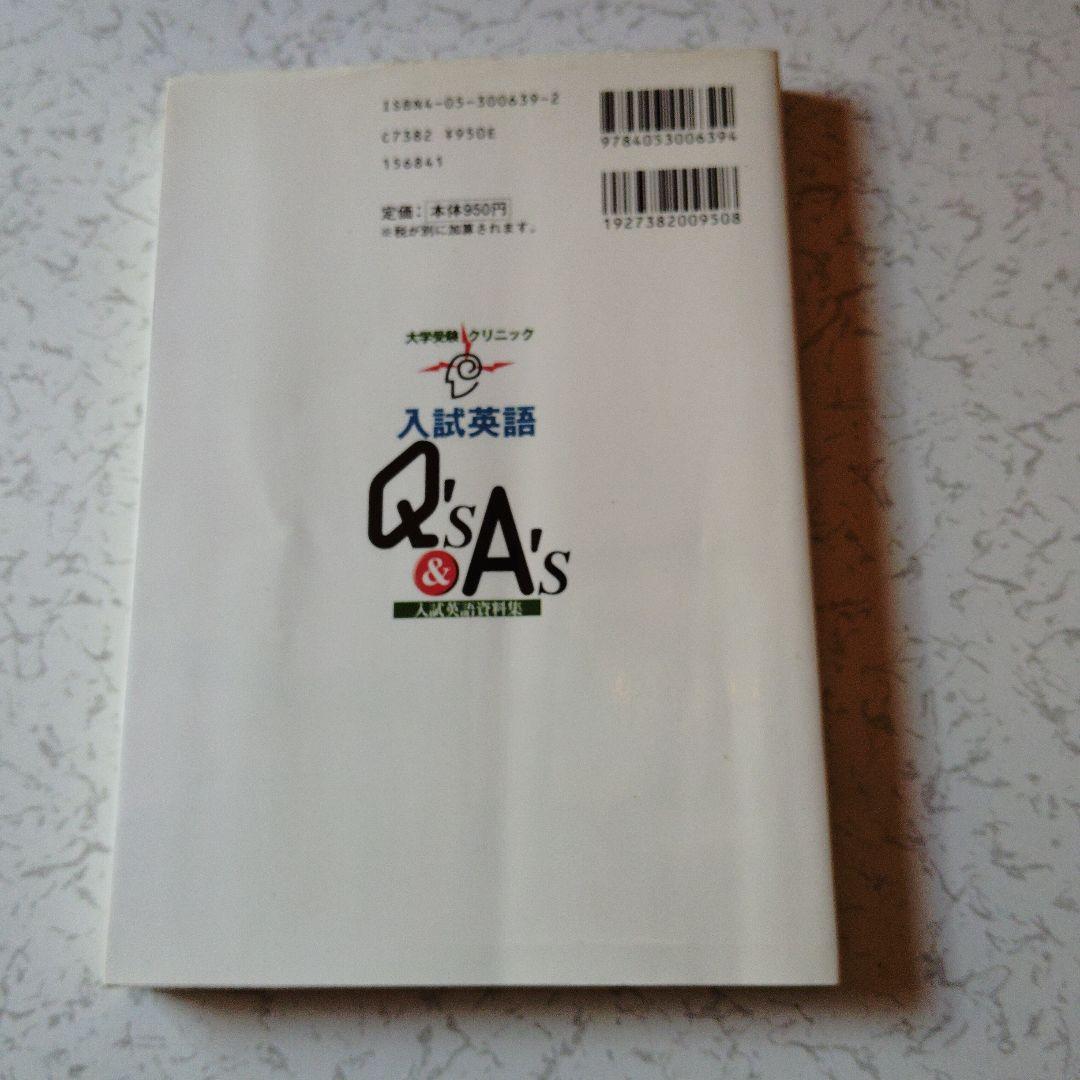 ISBN4-05-300639-2
C7382 ¥950E
156841
9784053006394
1927382009508
定価：本体950円
※税が別に加算されます。
大学受験クリニック
入試英語
Q's
& A's
入試英語資料集